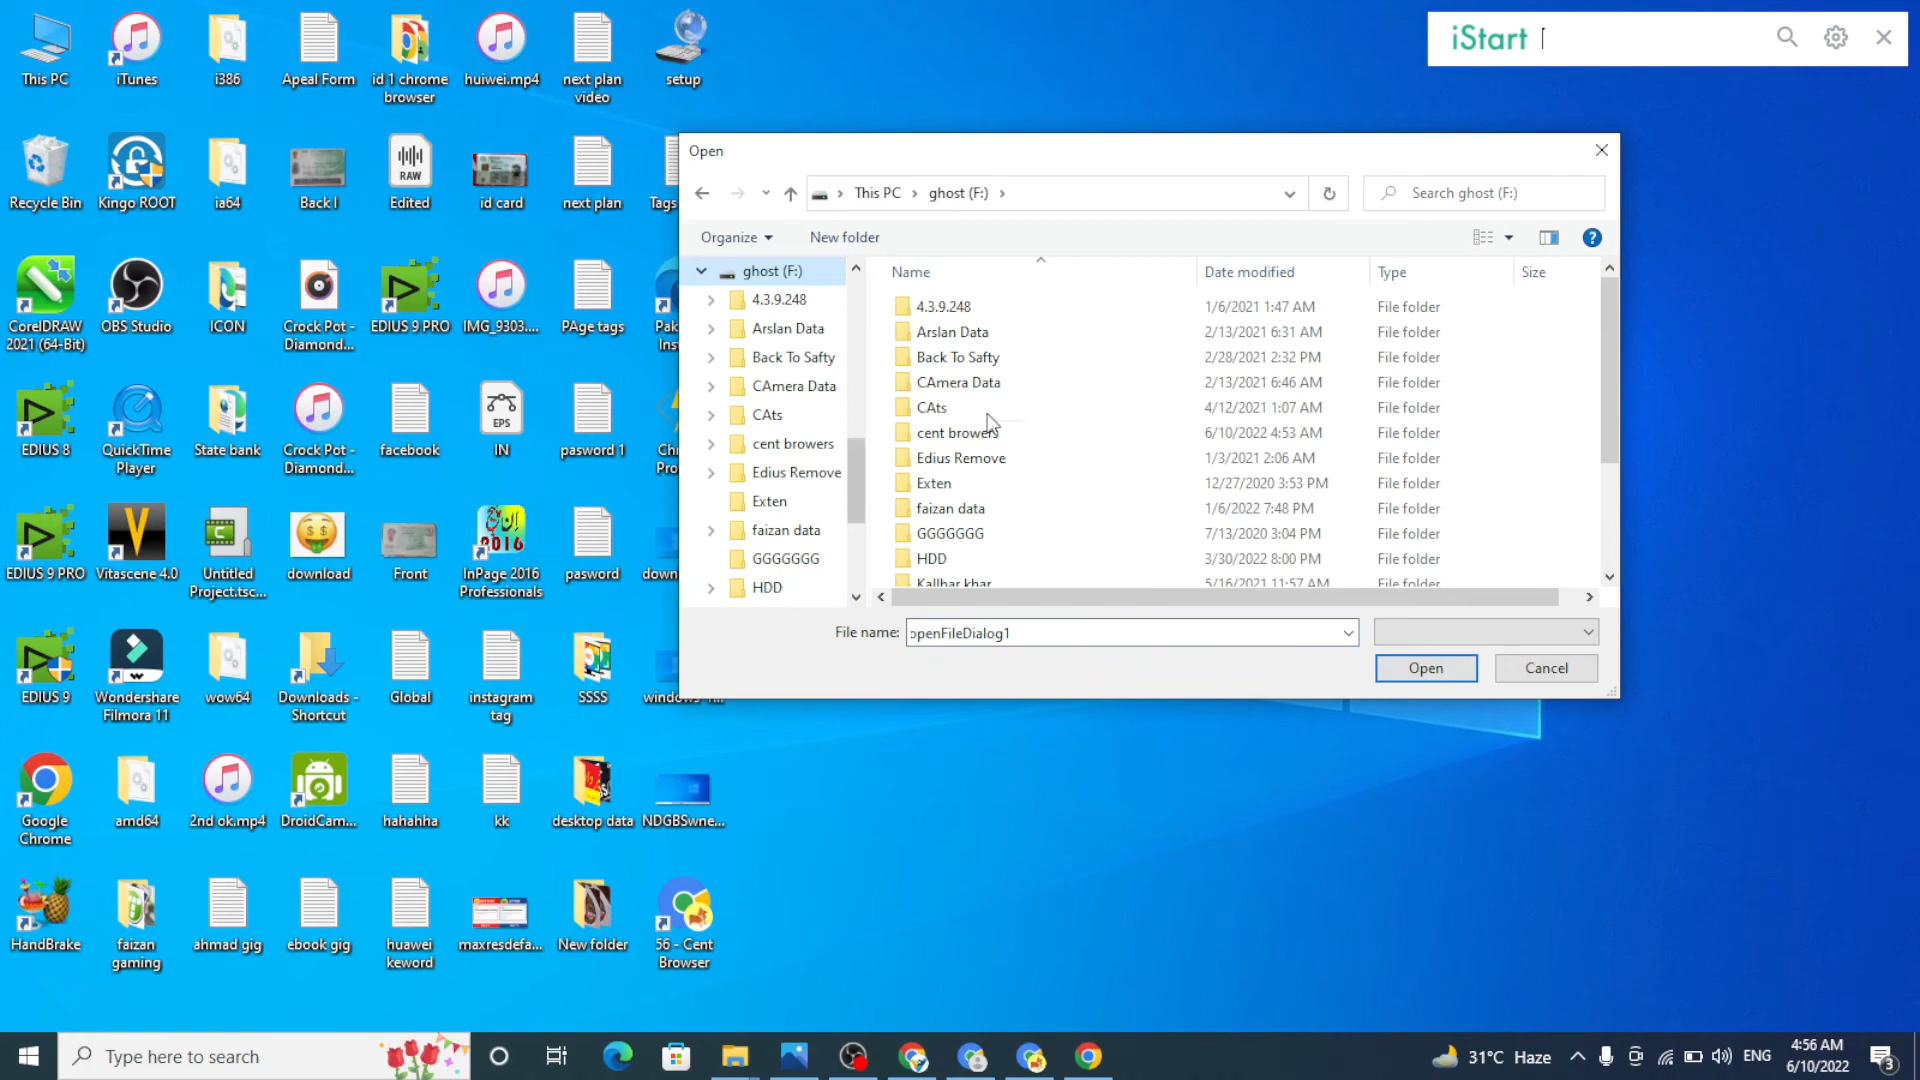 This PC
iTunes
i386
Apeal Form
id 1 chrome
browser
huiwei.mp4
next plan
video
setup
iStart
Recycle Bin
Kingo ROOT
ia64
Back I
RAW
Edited
id card
next plan
Tags
CorelDRAW
2021 (64-Bit)
OBS Studio
ICON
Crock Pot -
Diamond...
EDIUS 9 PRO
IMG_9303....
PAge tags
Pak
Inst
EDIUS 8
QuickTime
Player
State bank
Crock Pot -
Diamond...
facebook
EPS
IN
pasword 1
Chr
Pro
EDIUS 9 PRO
Vitascene 4.0
Untitled
Project.tsc...
download
Front
2016
InPage 2016
Professionals
pasword
down
EDIUS 9
Wondershare
Filmora 11
wow64
Downloads -
Shortcut
Global
instagram
tag
SSSS
Google
Chrome
amd64
2nd ok.mp4
DroidCam...
hahahha
kk
desktop data
NDGBSwne...
HandBrake
faizan
gaming
ahmad gig
ebook gig
huawei
keword
maxresdefa...
New folder
56 - Cent
Browser
Open
This PC
ghost (F:)
Search ghost (F:)
Organize
New folder
ghost (F:)
4.3.9.248
Arslan Data
Back To Safty
CAmera Data
CAts
cent browers
Edius Remove
Exten
faizan data
GGGGGGG
HDD
Name Date modified Type Size
4.3.9.248 1/6/2021 1:47 AM File folder
Arslan Data 2/13/2021 6:31 AM File folder
Back To Safty 2/28/2021 2:32 PM File folder
CAmera Data 2/13/2021 6:46 AM File folder
CAts 4/12/2021 1:07 AM File folder
cent browers 6/10/2022 4:53 AM File folder
Edius Remove 1/3/2021 2:06 AM File folder
Exten 12/27/2020 3:53 PM File folder
faizan data 1/6/2022 7:48 PM File folder
GGGGGGG 7/13/2020 3:04 PM File folder
HDD 3/30/2022 8:00 PM File folder
Kallhar khar 5/16/2021 11:57 AM File folder
File name: openFileDialog1
Open
Cancel
Type here to search
31°C Haze
ENG
4:56 AM
6/10/2022
3